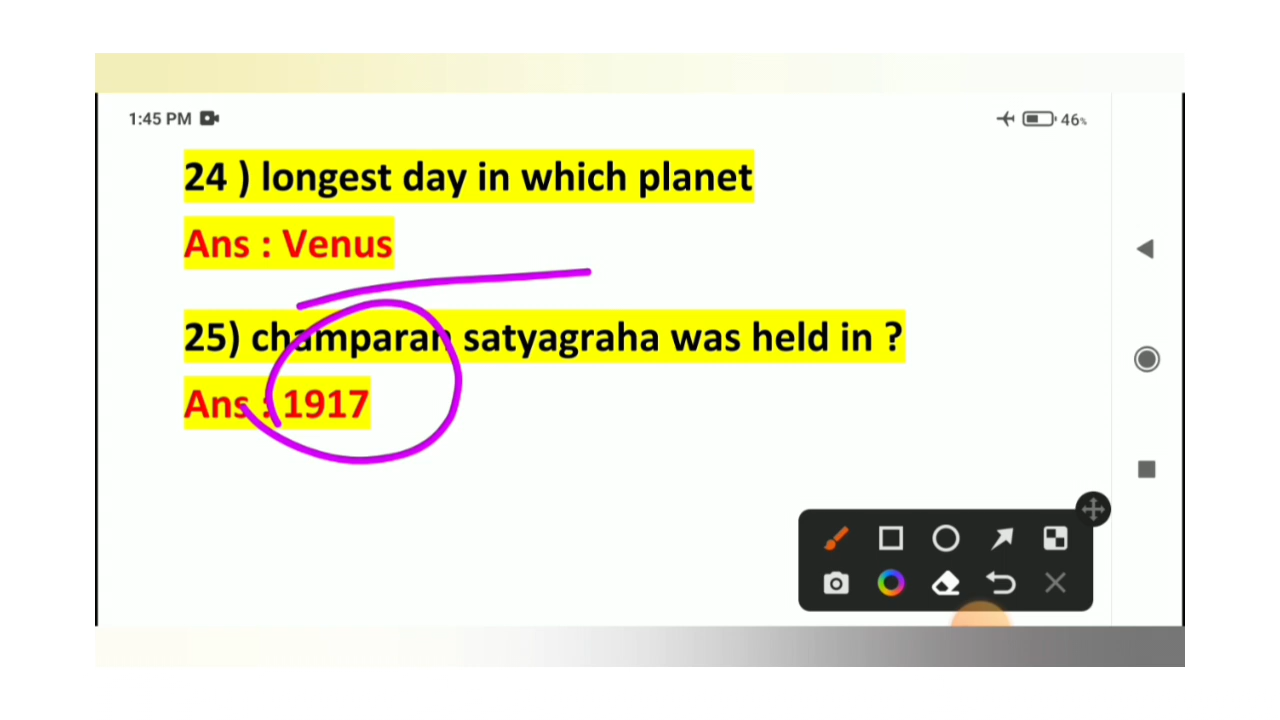 1:45 PM 46%
24 ) longest day in which planet
Ans : Venus
25) champaran satyagraha was held in ?
Ans : 1917